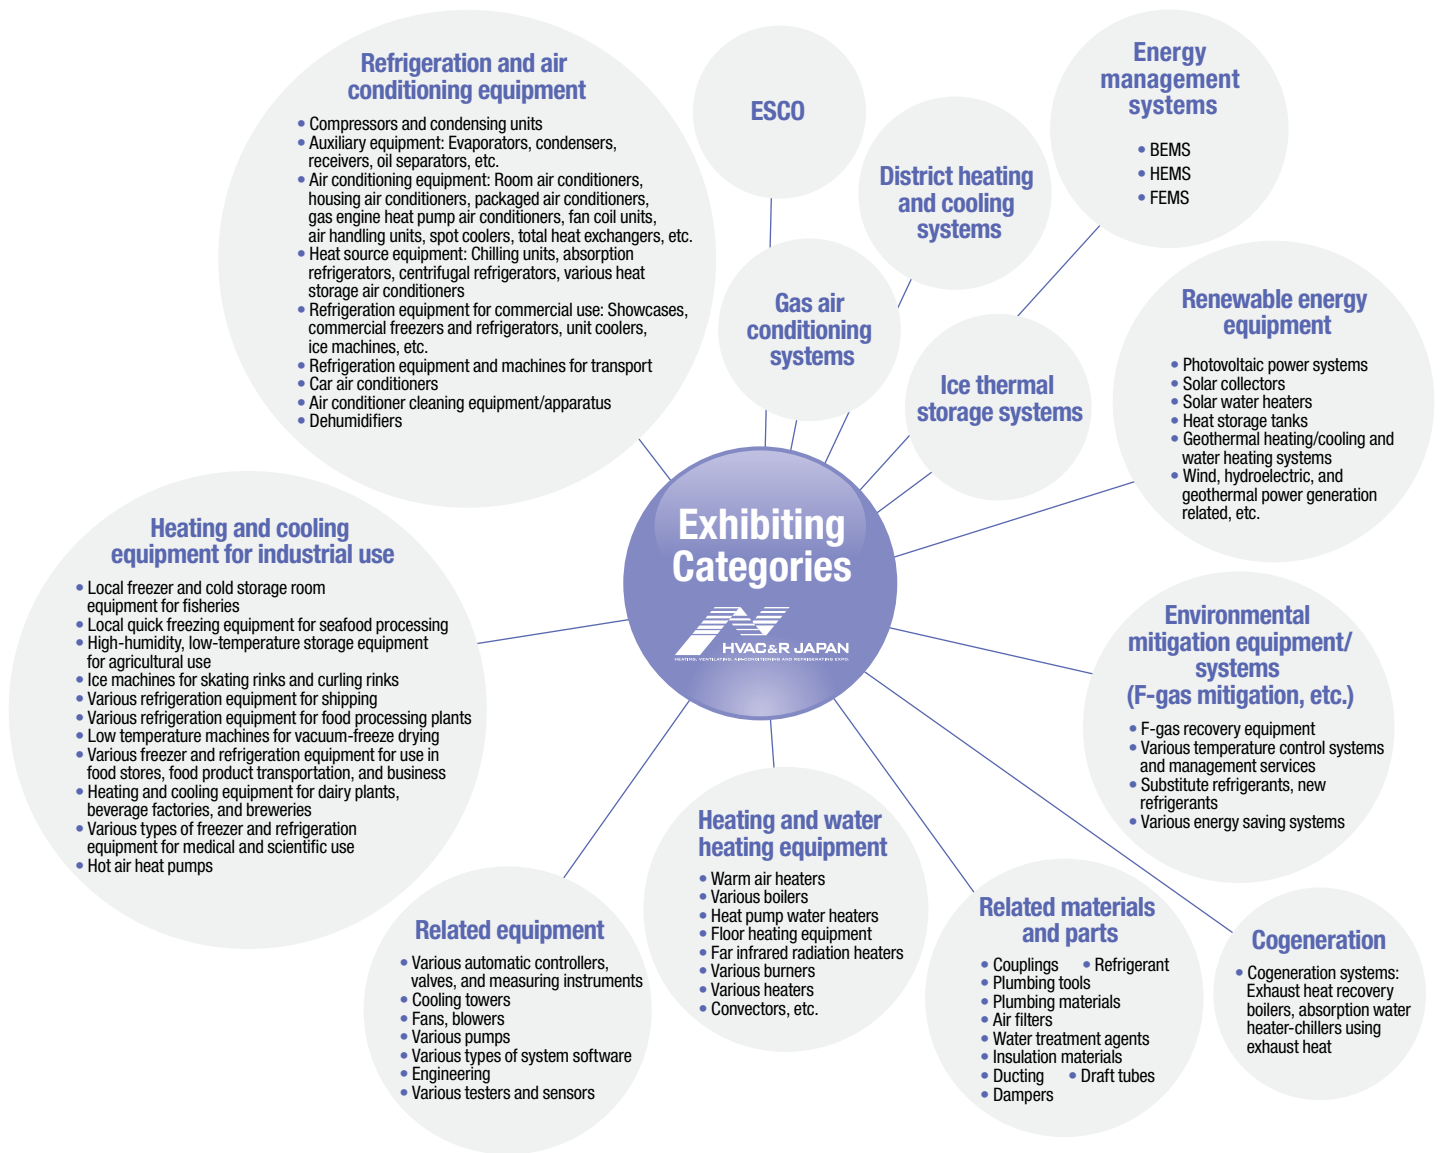 Refrigeration and air
conditioning equipment
• Compressors and condensing units
• Auxiliary equipment: Evaporators, condensers,
receivers, oil separators, etc.
• Air conditioning equipment: Room air conditioners,
housing air conditioners, packaged air conditioners,
gas engine heat pump air conditioners, fan coil units,
air handling units, spot coolers, total heat exchangers, etc.
• Heat source equipment: Chilling units, absorption
refrigerators, centrifugal refrigerators, various heat
storage air conditioners
• Refrigeration equipment for commercial use: Showcases,
commercial freezers and refrigerators, unit coolers,
ice machines, etc.
• Refrigeration equipment and machines for transport
• Car air conditioners
• Air conditioner cleaning equipment/apparatus
• Dehumidifiers
ESCO
Gas air
conditioning
systems
District heating
and cooling
systems
Energy
management
systems
• BEMS
• HEMS
• FEMS
Ice thermal
storage systems
Renewable energy
equipment
• Photovoltaic power systems
• Solar collectors
• Solar water heaters
• Heat storage tanks
• Geothermal heating/cooling and
water heating systems
• Wind, hydroelectric, and
geothermal power generation
related, etc.
Exhibiting
Categories
HVAC&R JAPAN
HEATING, VENTILATING, AIR-CONDITIONING AND REFRIGERATING EXPO.
Heating and cooling
equipment for industrial use
• Local freezer and cold storage room
equipment for fisheries
• Local quick freezing equipment for seafood processing
• High-humidity, low-temperature storage equipment
for agricultural use
• Ice machines for skating rinks and curling rinks
• Various refrigeration equipment for shipping
• Various refrigeration equipment for food processing plants
• Low temperature machines for vacuum-freeze drying
• Various freezer and refrigeration equipment for use in
food stores, food product transportation, and business
• Heating and cooling equipment for dairy plants,
beverage factories, and breweries
• Various types of freezer and refrigeration
equipment for medical and scientific use
• Hot air heat pumps
Environmental
mitigation equipment/
systems
(F-gas mitigation, etc.)
• F-gas recovery equipment
• Various temperature control systems
and management services
• Substitute refrigerants, new
refrigerants
• Various energy saving systems
Related equipment
• Various automatic controllers,
valves, and measuring instruments
• Cooling towers
• Fans, blowers
• Various pumps
• Various types of system software
• Engineering
• Various testers and sensors
Heating and water
heating equipment
• Warm air heaters
• Various boilers
• Heat pump water heaters
• Floor heating equipment
• Far infrared radiation heaters
• Various burners
• Various heaters
• Convectors, etc.
Related materials
and parts
• Couplings • Refrigerant
• Plumbing tools
• Plumbing materials
• Air filters
• Water treatment agents
• Insulation materials
• Ducting • Draft tubes
• Dampers
Cogeneration
• Cogeneration systems:
Exhaust heat recovery
boilers, absorption water
heater-chillers using
exhaust heat